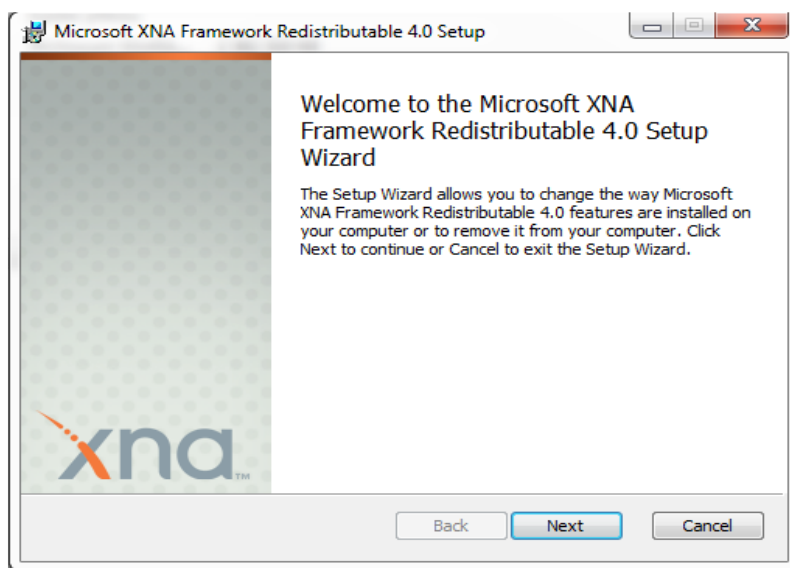 Microsoft XNA Framework Redistributable 4.0 Setup
Welcome to the Microsoft XNA
Framework Redistributable 4.0 Setup
Wizard
The Setup Wizard allows you to change the way Microsoft
XNA Framework Redistributable 4.0 features are installed on
your computer or to remove it from your computer. Click
Next to continue or Cancel to exit the Setup Wizard.
xna™
Back
Next
Cancel